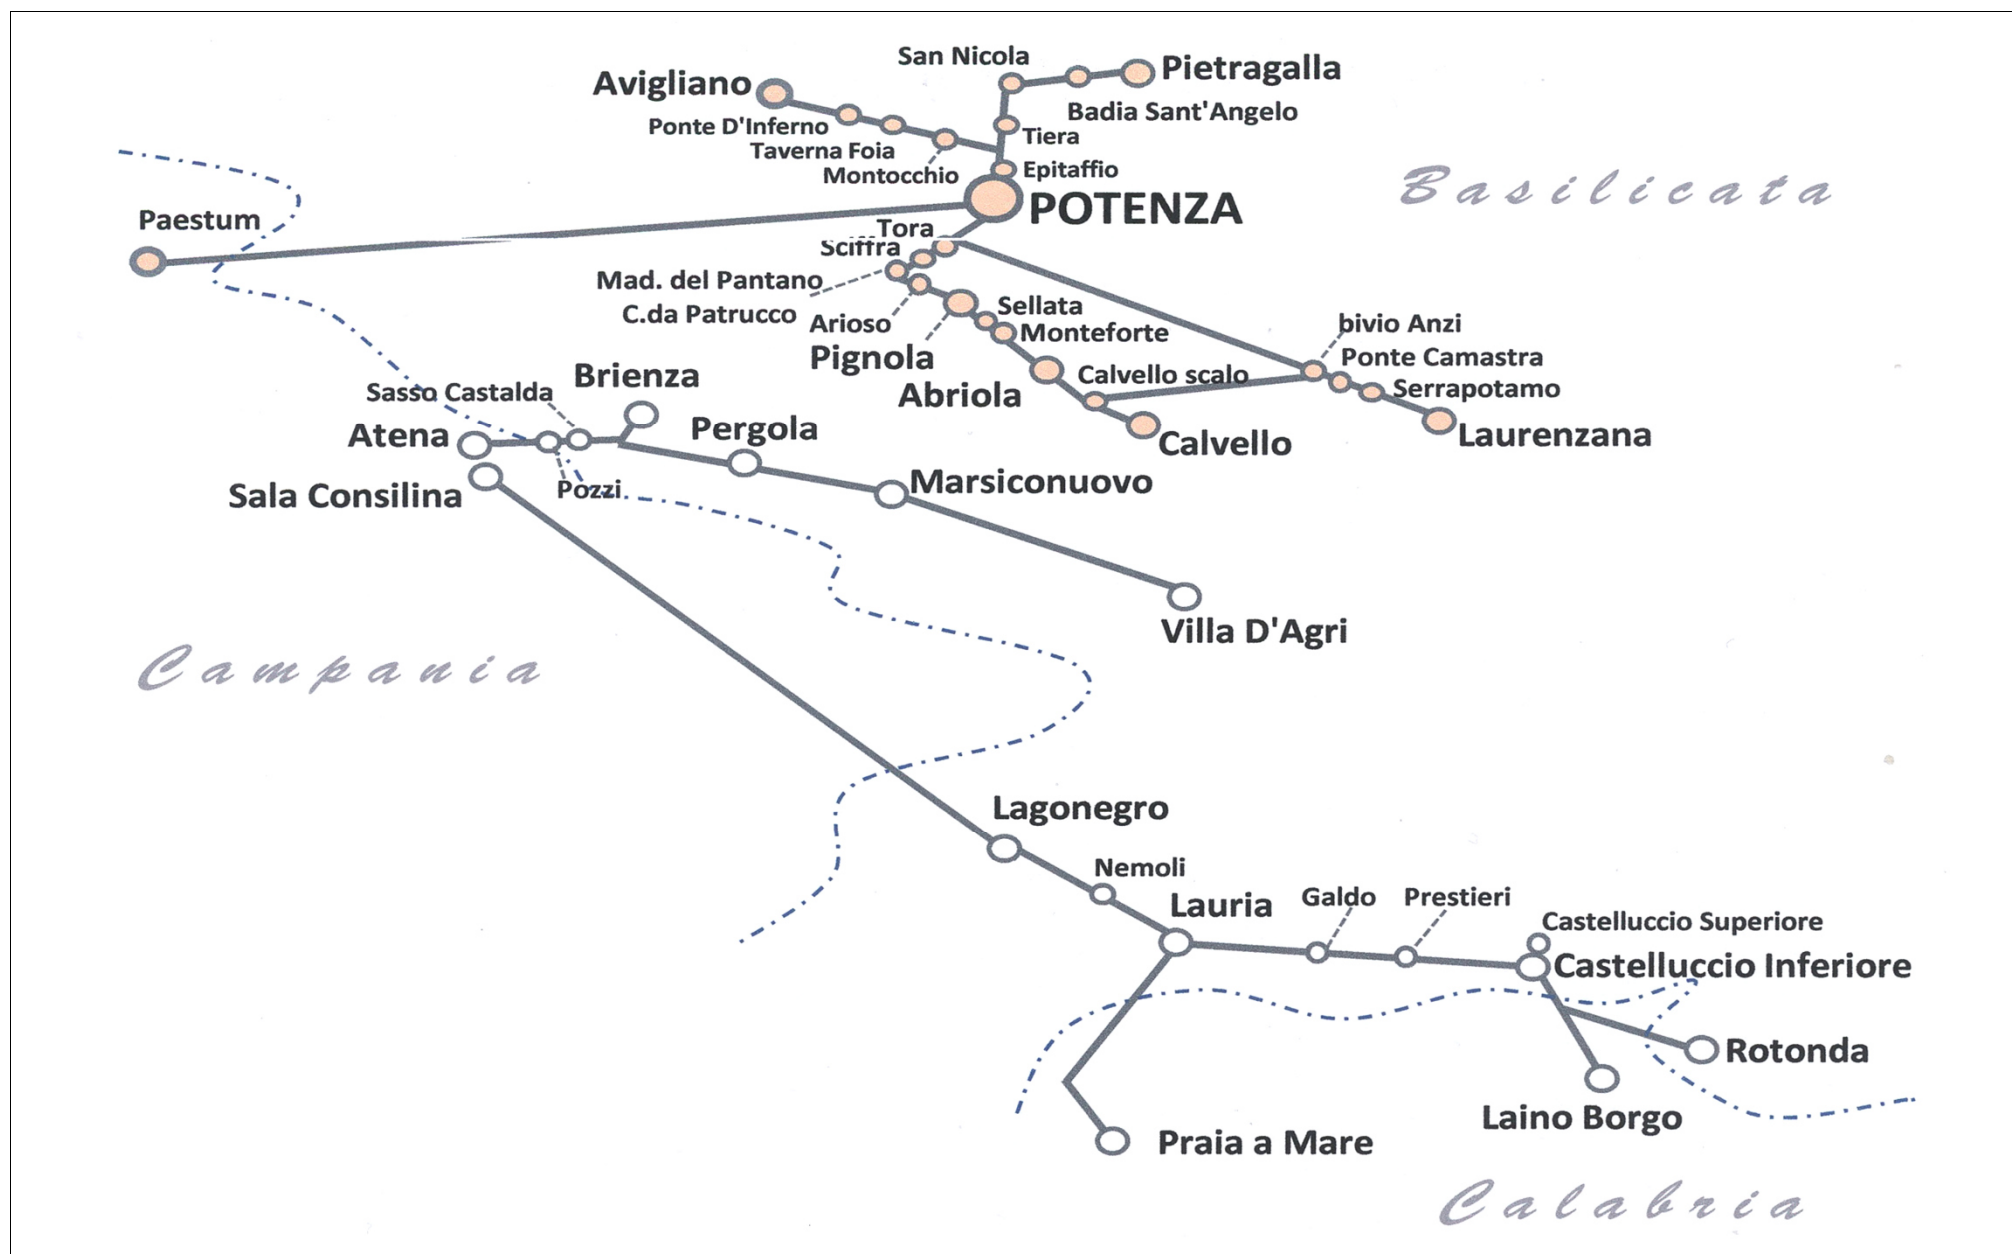 San Nicola
Pietragalla
Avigliano
Badia Sant'Angelo
Ponte D'Inferno
Tiera
Taverna Foia
Montocchio
Epitaffio
Basilicata
POTENZA
Paestum
Tora
Sciffra
Mad. del Pantano
C.da Patrucco
Arioso
Sellata
Monteforte
bivio Anzi
Pignola
Ponte Camastra
Brienza
Calvello scalo
Serrapotamo
Sasso Castalda
Abriola
Atena
Pergola
Calvello
Laurenzana
Sala Consilina
Pozzi
Marsiconuovo
Villa D'Agri
Campania
Lagonegro
Nemoli
Lauria
Galdo
Prestieri
Castelluccio Superiore
Castelluccio Inferiore
Rotonda
Laino Borgo
Praia a Mare
Calabria